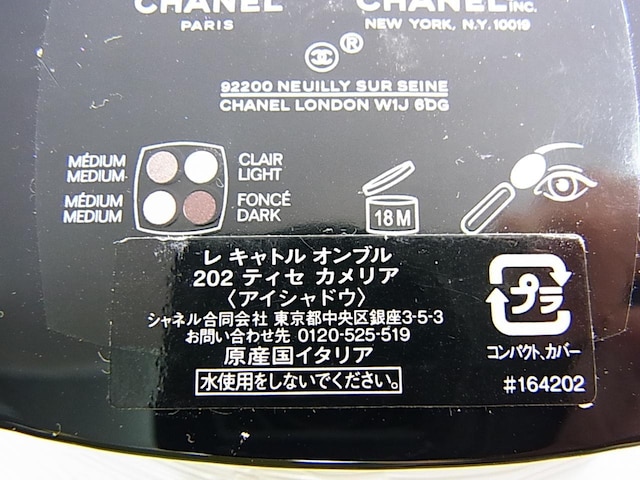 CHANEL CHANEL INC.
PARIS NEW YORK, N.Y.10019
®
92200 NEUILLY SUR SEINE
CHANEL LONDON W1J 6DG
MÉDIUM
MEDIUM
CLAIR
LIGHT
MÉDIUM
MEDIUM
FONCÉ
DARK
18M
レ キャトル オンブル
202 ティセ カメリア
〈アイシャドウ〉
シャネル合同会社 東京都中央区銀座3-5-3
お問い合わせ先 0120-525-519
原産国イタリア
水使用をしないでください。
プラ
コンパクト、カバー
#164202